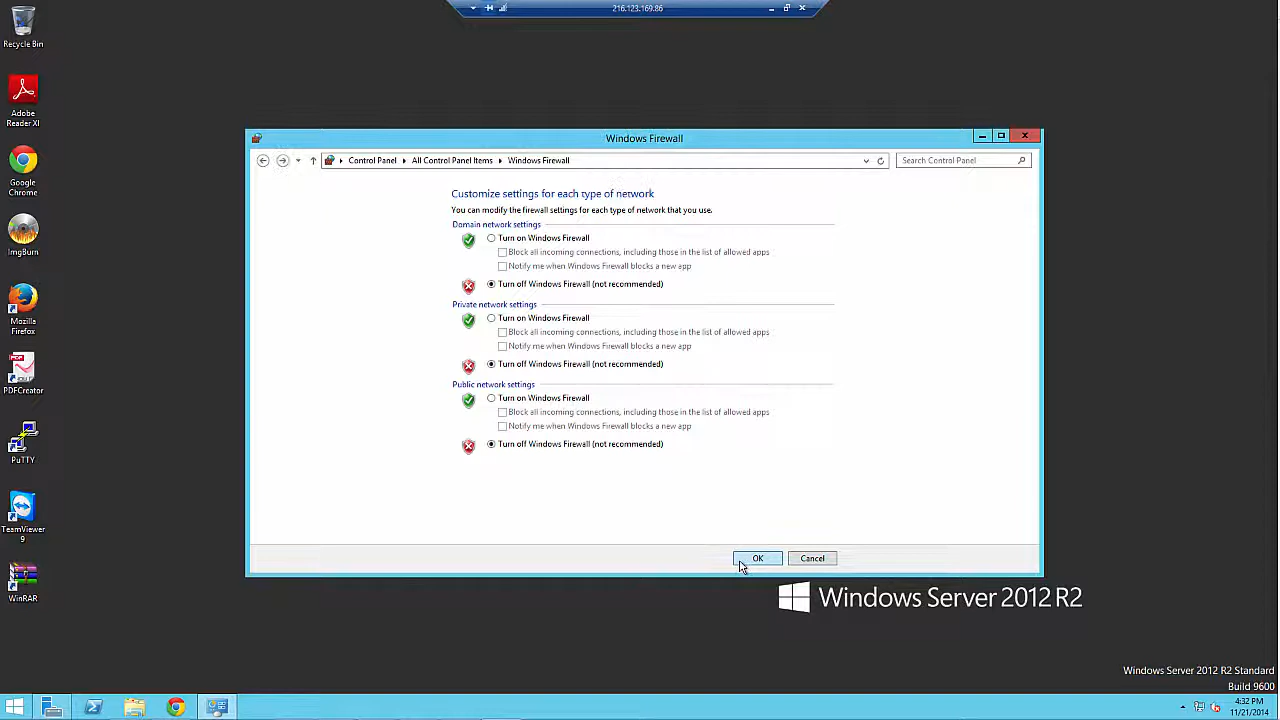 216.123.169.86
Recycle Bin
Adobe
Reader XI
Google
Chrome
ImgBurn
Mozilla
Firefox
PDF
PDFCreator
PuTTY
TeamViewer
9
WinRAR
Windows Firewall
Control Panel
All Control Panel Items
Windows Firewall
Search Control Panel
Customize settings for each type of network
You can modify the firewall settings for each type of network that you use.
Domain network settings
Turn on Windows Firewall
Block all incoming connections, including those in the list of allowed apps
Notify me when Windows Firewall blocks a new app
Turn off Windows Firewall (not recommended)
Private network settings
Turn on Windows Firewall
Block all incoming connections, including those in the list of allowed apps
Notify me when Windows Firewall blocks a new app
Turn off Windows Firewall (not recommended)
Public network settings
Turn on Windows Firewall
Block all incoming connections, including those in the list of allowed apps
Notify me when Windows Firewall blocks a new app
Turn off Windows Firewall (not recommended)
OK
Cancel
Windows Server 2012 R2
Windows Server 2012 R2 Standard
Build 9600
4:32 PM
11/21/2014